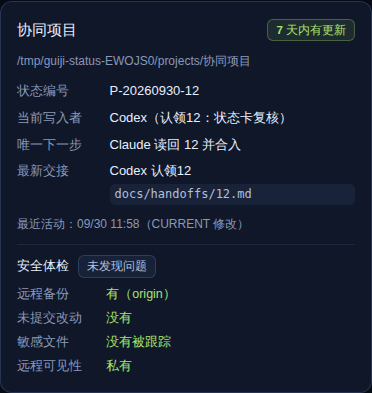 协同项目 7 天内有更新
/tmp/guiji-status-EWOJS0/projects/协同项目
状态编号 P-20260930-12
当前写入者 Codex（认领12：状态卡复核）
唯一下一步 Claude 读回 12 并合入
最新交接 Codex 认领12
docs/handoffs/12.md
最近活动：09/30 11:58（CURRENT 修改）
安全体检 未发现问题
远程备份 有（origin）
未提交改动 没有
敏感文件 没有被跟踪
远程可见性 私有